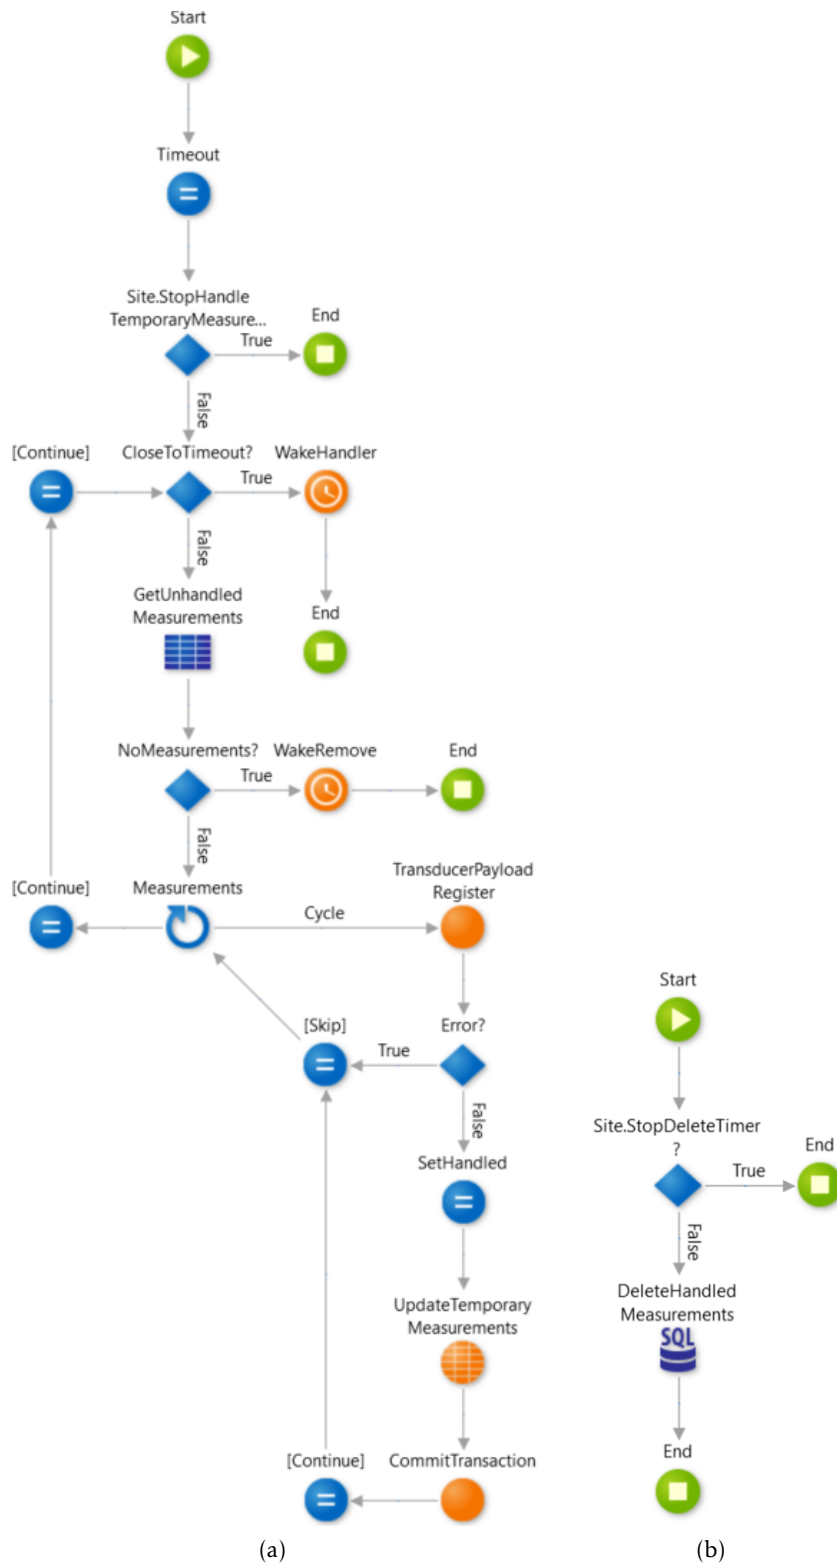 Start
Timeout
Site.StopHandle
TemporaryMeasure...
End
True
False
[Continue]
CloseToTimeout?
WakeHandler
True
False
GetUnhandled
Measurements
End
NoMeasurements?
WakeRemove
End
True
False
[Continue]
Measurements
TransducerPayload
Register
Cycle
[Skip]
Error?
True
False
SetHandled
UpdateTemporary
Measurements
[Continue]
CommitTransaction
(a)
Start
Site.StopDeleteTimer
?
End
True
False
DeleteHandled
Measurements
SQL
End
(b)